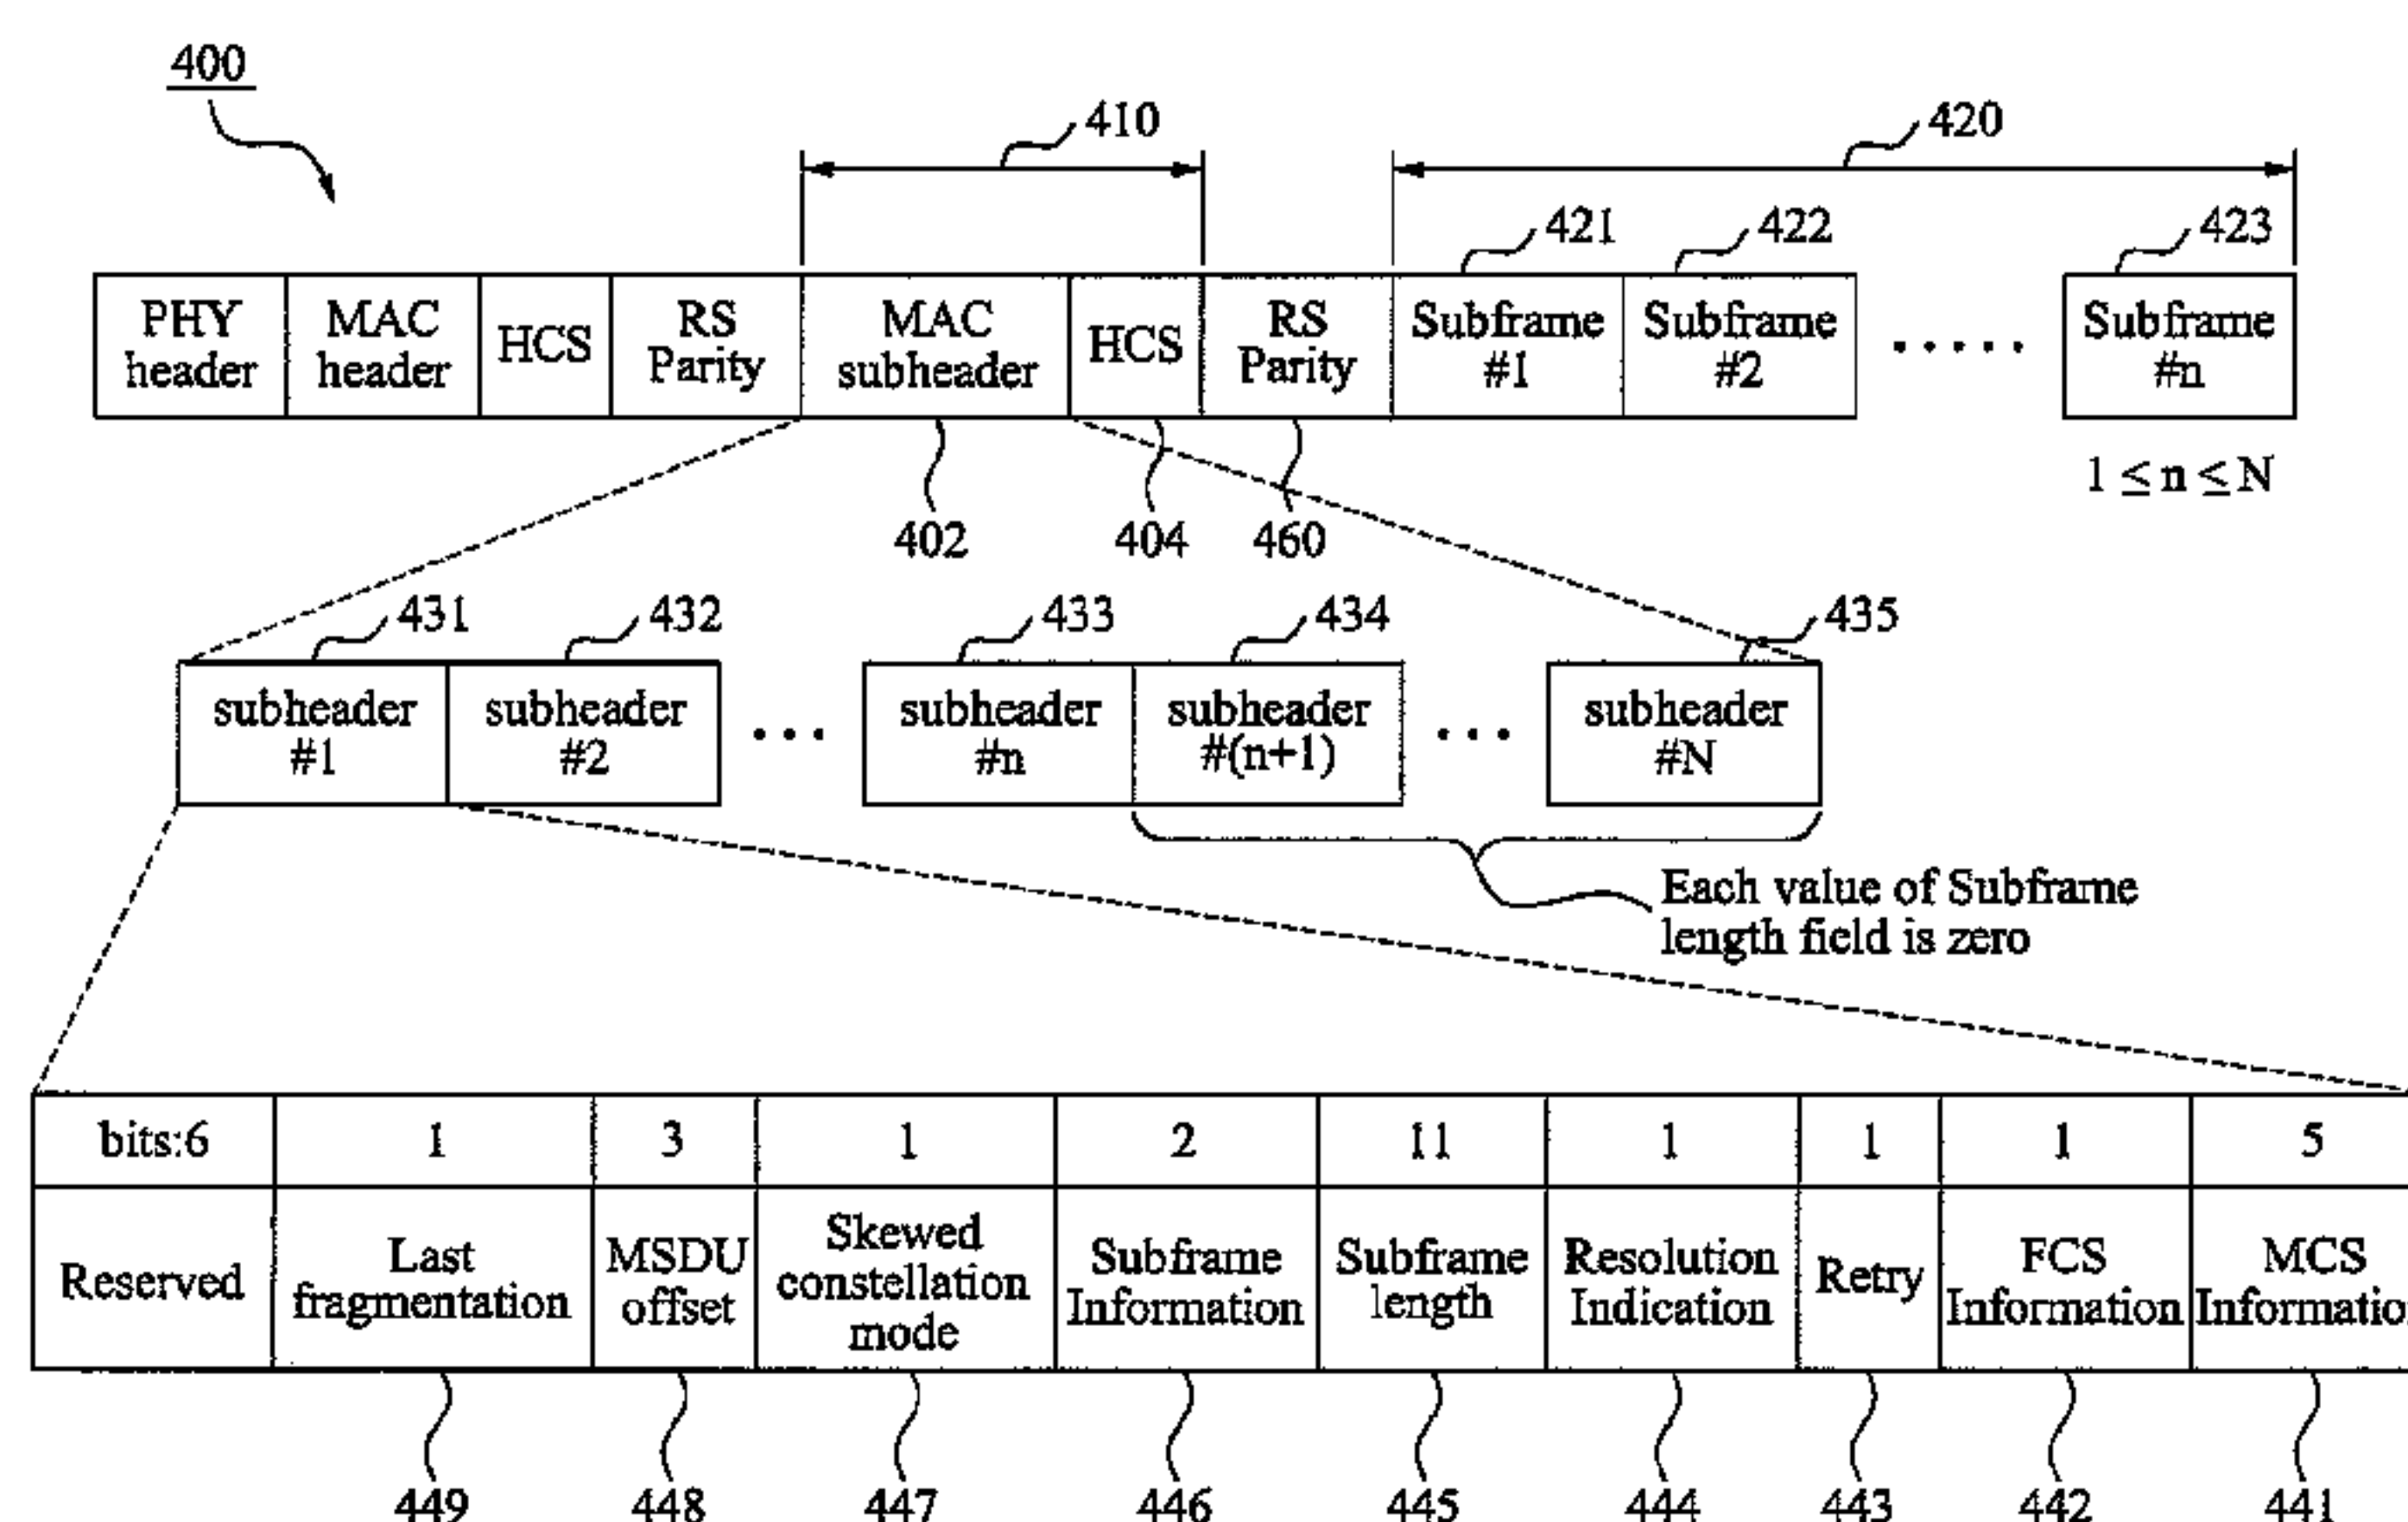 400
410
420
421
422
423
PHY header
MAC header
HCS
RS Parity
MAC subheader
HCS
RS Parity
Subframe #1
Subframe #2
.....
Subframe #n
1 ≤ n ≤ N
402
404
460
431
432
433
434
435
subheader #1
subheader #2
...
subheader #n
subheader #(n+1)
...
subheader #N
Each value of Subframe
length field is zero
bits:6 1 3 1 2 11 1 1 1 5
Reserved
Last fragmentation
MSDU offset
Skewed constellation mode
Subframe Information
Subframe length
Resolution Indication
Retry
FCS Information
MCS Informatio
449 448 447 446 445 444 443 442 441